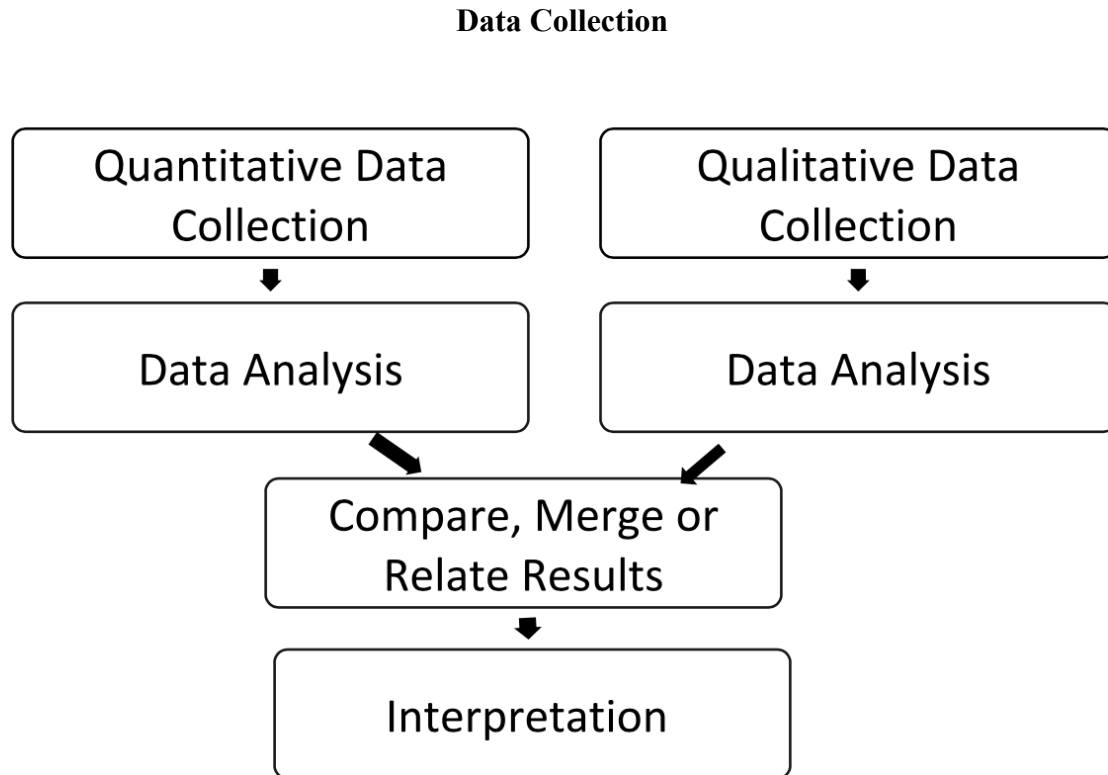 Data Collection
Quantitative Data
Collection
Qualitative Data
Collection
Data Analysis
Data Analysis
Compare, Merge or
Relate Results
Interpretation